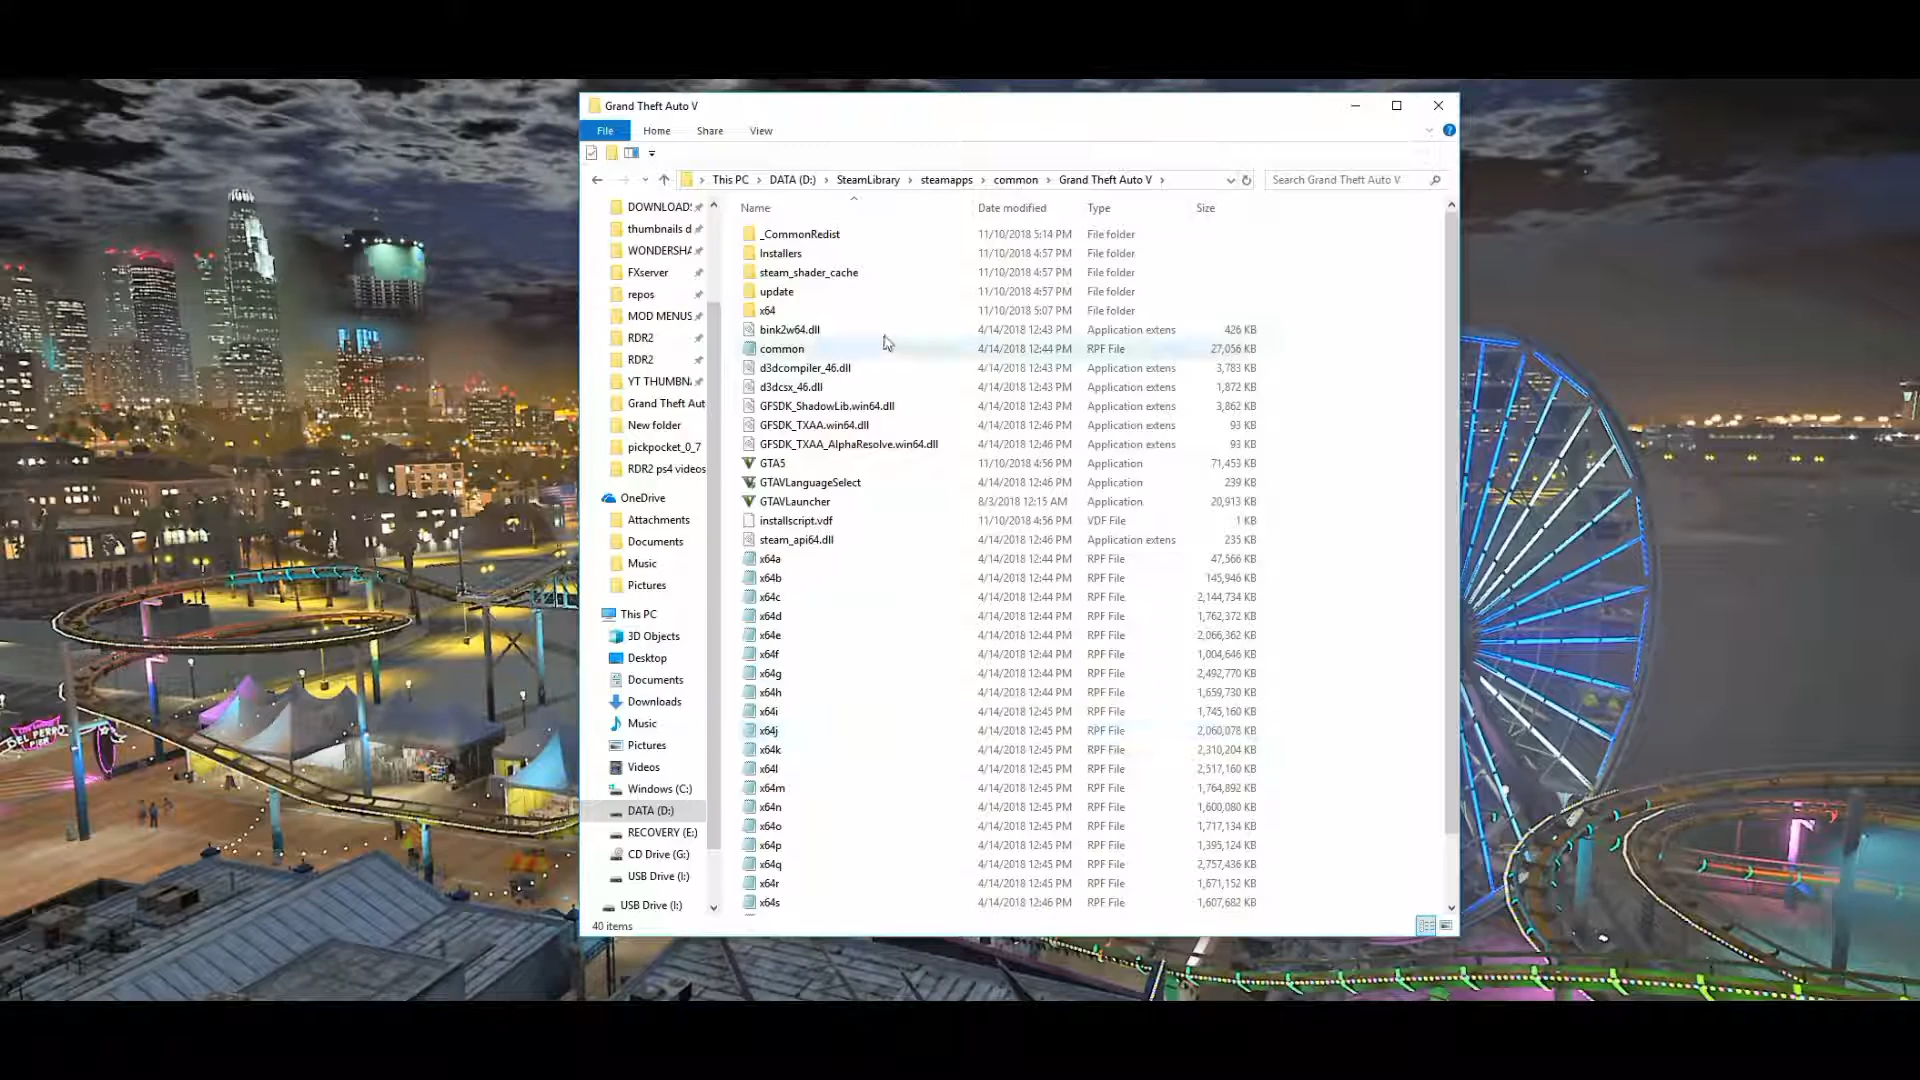 Grand Theft Auto V
File Home Share View
This PC DATA (D:) SteamLibrary steamapps common Grand Theft Auto V Search Grand Theft Auto V
Name Date modified Type Size
DOWNLOADS
thumbnails d
WONDERSHA
FXserver
repos
MOD MENUS
RDR2
RDR2
YT THUMBN
Grand Theft Aut
New folder
pickpocket_0_7
RDR2 ps4 videos
OneDrive
Attachments
Documents
Music
Pictures
This PC
3D Objects
Desktop
Documents
Downloads
Music
Pictures
Videos
Windows (C:)
DATA (D:)
RECOVERY (E:)
CD Drive (G:)
USB Drive (I:)
USB Drive (I:)
_CommonRedist 11/10/2018 5:14 PM File folder
Installers 11/10/2018 4:57 PM File folder
steam_shader_cache 11/10/2018 4:57 PM File folder
update 11/10/2018 4:57 PM File folder
x64 11/10/2018 5:07 PM File folder
bink2w64.dll 4/14/2018 12:43 PM Application extens 426 KB
common 4/14/2018 12:44 PM RPF File 27,056 KB
d3dcompiler_46.dll 4/14/2018 12:43 PM Application extens 3,783 KB
d3dcsx_46.dll 4/14/2018 12:43 PM Application extens 1,872 KB
GFSDK_ShadowLib.win64.dll 4/14/2018 12:43 PM Application extens 3,862 KB
GFSDK_TXAA.win64.dll 4/14/2018 12:46 PM Application extens 93 KB
GFSDK_TXAA_AlphaResolve.win64.dll 4/14/2018 12:43 PM Application extens 93 KB
GTA5 11/10/2018 4:56 PM Application 71,453 KB
GTAVLanguageSelect 4/14/2018 12:46 PM Application 239 KB
GTAVLauncher 8/3/2018 12:15 AM Application 20,913 KB
installscript.vdf 11/10/2018 4:56 PM VDF File 1 KB
steam_api64.dll 4/14/2018 12:46 PM Application extens 235 KB
x64a 4/14/2018 12:44 PM RPF File 47,566 KB
x64b 4/14/2018 12:44 PM RPF File 145,946 KB
x64c 4/14/2018 12:44 PM RPF File 2,144,734 KB
x64d 4/14/2018 12:44 PM RPF File 1,762,372 KB
x64e 4/14/2018 12:44 PM RPF File 2,066,362 KB
x64f 4/14/2018 12:44 PM RPF File 1,004,646 KB
x64g 4/14/2018 12:44 PM RPF File 2,492,770 KB
x64h 4/14/2018 12:44 PM RPF File 1,659,730 KB
x64i 4/14/2018 12:45 PM RPF File 1,745,160 KB
x64j 4/14/2018 12:45 PM RPF File 2,060,078 KB
x64k 4/14/2018 12:45 PM RPF File 2,310,204 KB
x64l 4/14/2018 12:45 PM RPF File 2,517,160 KB
x64m 4/14/2018 12:45 PM RPF File 1,764,892 KB
x64n 4/14/2018 12:45 PM RPF File 1,600,080 KB
x64o 4/14/2018 12:45 PM RPF File 1,717,134 KB
x64p 4/14/2018 12:45 PM RPF File 1,395,124 KB
x64q 4/14/2018 12:45 PM RPF File 2,757,436 KB
x64r 4/14/2018 12:45 PM RPF File 1,671,152 KB
x64s 4/14/2018 12:46 PM RPF File 1,607,682 KB
40 items
DEL PERRO
PIER